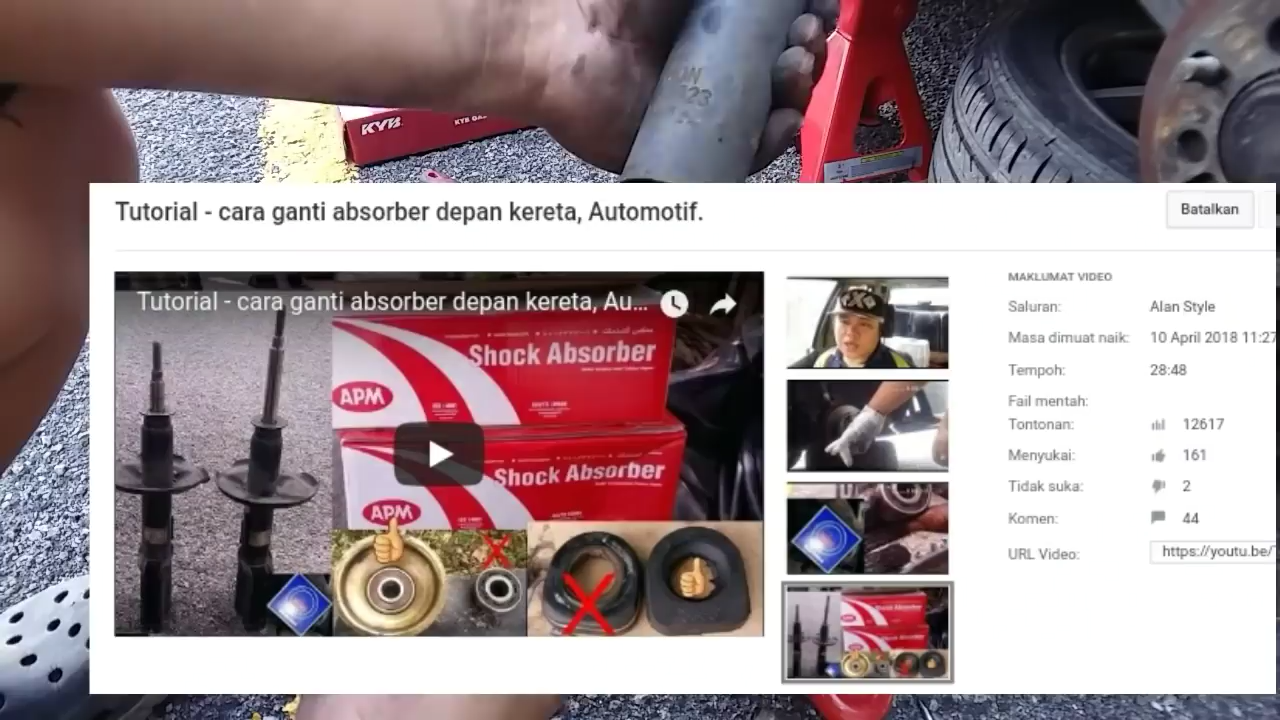 KYB
KYB GA
Tutorial - cara ganti absorber depan kereta, Automotif.
Batalkan
Tutorial - cara ganti absorber depan kereta, Au...
Shock Absorber
APM
Shock Absorber
APM
MAKLUMAT VIDEO
Saluran: Alan Style
Masa dimuat naik: 10 April 2018 11:27
Tempoh: 28:48
Fail mentah:
Tontonan: 12617
Menyukai: 161
Tidak suka: 2
Komen: 44
URL Video: https://youtu.be/
Shock Absorber